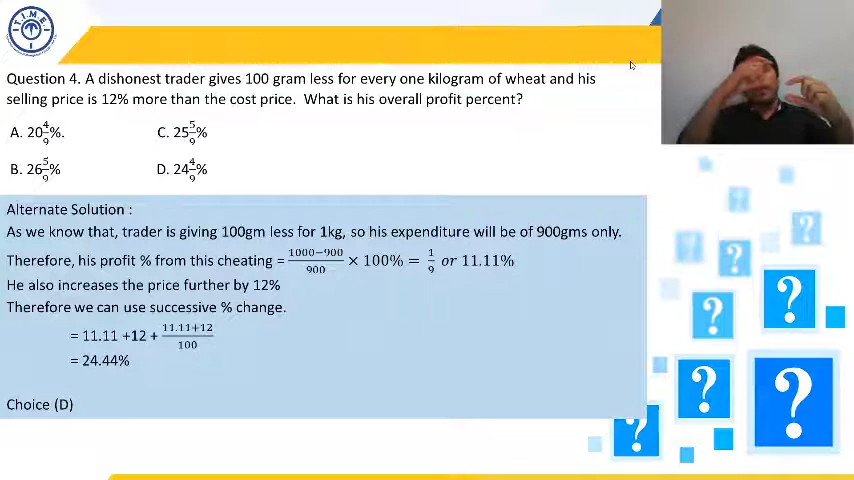 T.I.M.E.
Question 4. A dishonest trader gives 100 gram less for every one kilogram of wheat and his
selling price is 12% more than the cost price. What is his overall profit percent?
A. 20 4/9 %. C. 25 5/9 %
B. 26 5/9 % D. 24 4/9 %
Alternate Solution :
As we know that, trader is giving 100gm less for 1kg, so his expenditure will be of 900gms only.
Therefore, his profit % from this cheating = (1000−900)/900 × 100% = 1/9 or 11.11%
He also increases the price further by 12%
Therefore we can use successive % change.
= 11.11 +12 + (11.11+12)/100
= 24.44%
Choice (D)